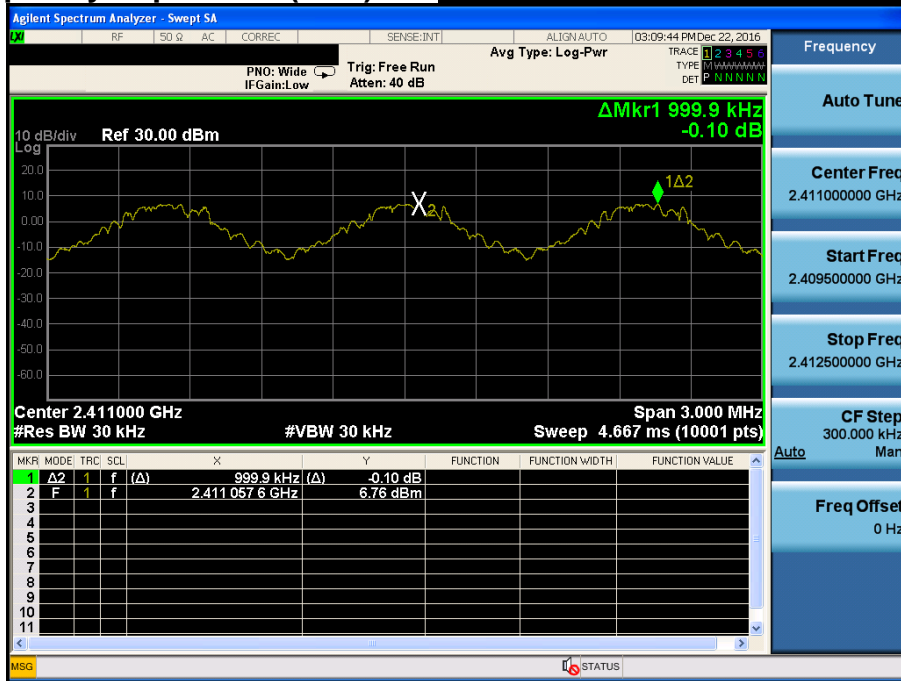 Agilent Spectrum Analyzer - Swept SA
LXI RF 50 Ω AC CORREC SENSE:INT ALIGN AUTO 03:09:44 PM Dec 22, 2016
Avg Type: Log-Pwr
TRACE 1 2 3 4 5 6
TYPE M WWWWW
DET P N N N N N
PNO: Wide
IFGain:Low
Trig: Free Run
Atten: 40 dB
ΔMkr1 999.9 kHz
-0.10 dB
10 dB/div Ref 30.00 dBm
Log
20.0
10.0
0.00
-10.0
-20.0
-30.0
-40.0
-50.0
-60.0
X2
1Δ2
Center 2.411000 GHz
Span 3.000 MHz
#Res BW 30 kHz
#VBW 30 kHz
Sweep 4.667 ms (10001 pts)
MKR MODE TRC SCL X Y FUNCTION FUNCTION WIDTH FUNCTION VALUE
1 Δ2 1 f (Δ) 999.9 kHz (Δ) -0.10 dB
2 F 1 f 2.411 057 6 GHz 6.76 dBm
3
4
5
6
7
8
9
10
11
MSG
STATUS
Frequency
Auto Tune
Center Freq
2.411000000 GHz
Start Freq
2.409500000 GHz
Stop Freq
2.412500000 GHz
CF Step
300.000 kHz
Auto Man
Freq Offset
0 Hz